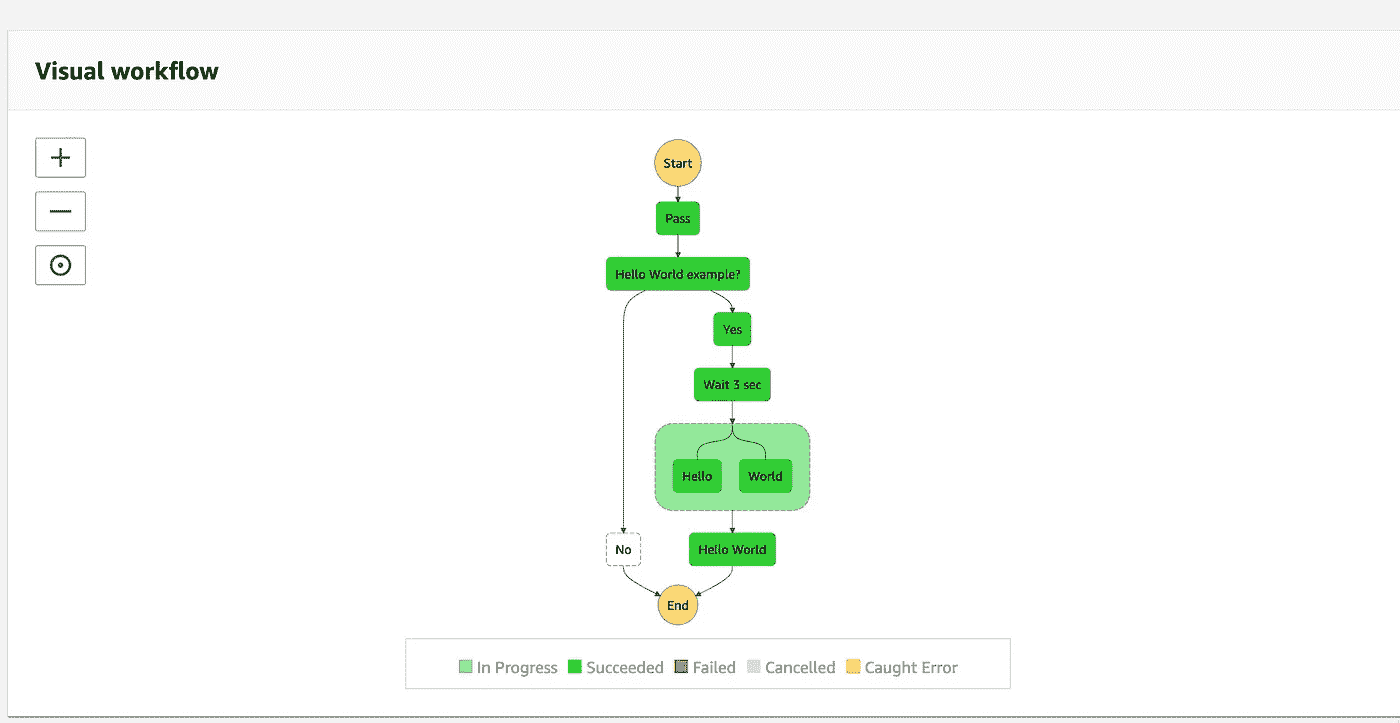 Visual workflow
Start
Pass
Hello World example?
Yes
Wait 3 sec
Hello World
No
Hello World
End
In Progress Succeeded Failed Cancelled Caught Error